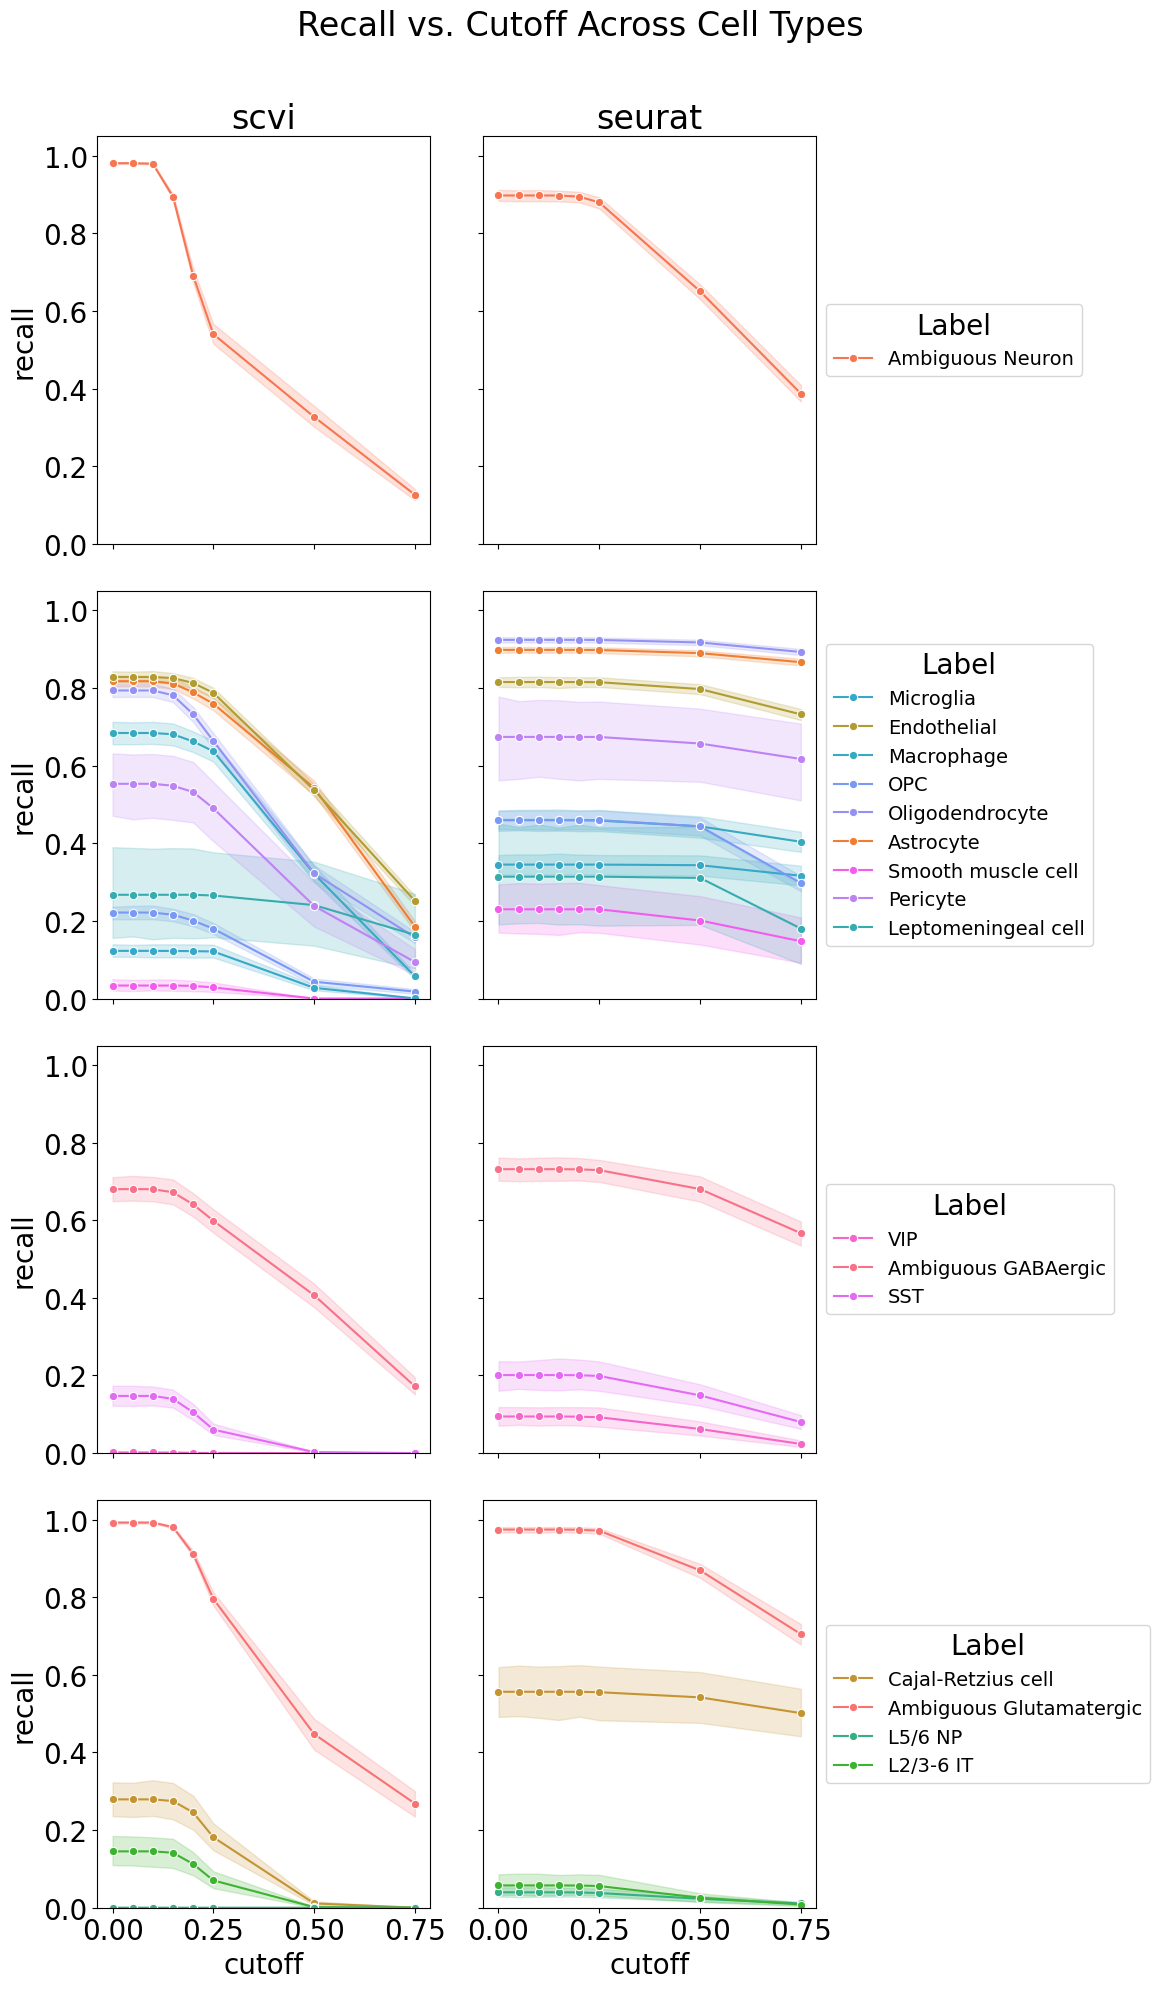 Recall vs. Cutoff Across Cell Types
scvi
seurat
1.0
0.8
0.6
0.4
0.2
0.0
recall
Label
Ambiguous Neuron
1.0
0.8
0.6
0.4
0.2
0.0
recall
Label
Microglia
Endothelial
Macrophage
OPC
Oligodendrocyte
Astrocyte
Smooth muscle cell
Pericyte
Leptomeningeal cell
1.0
0.8
0.6
0.4
0.2
0.0
recall
Label
VIP
Ambiguous GABAergic
SST
1.0
0.8
0.6
0.4
0.2
0.0
recall
Label
Cajal-Retzius cell
Ambiguous Glutamatergic
L5/6 NP
L2/3-6 IT
0.00 0.25 0.50 0.75
cutoff
0.00 0.25 0.50 0.75
cutoff